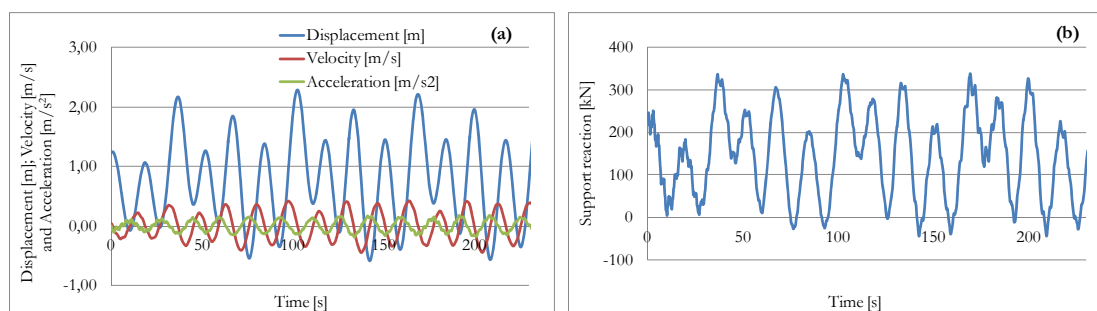 (a)
Displacement [m]
Velocity [m/s]
Acceleration [m/s2]
Displacement [m]; Velocity [m/s]
and Acceleration [m/s²]
3,00
2,00
1,00
0,00
-1,00
0
50
100
150
200
Time [s]
(b)
Support reaction [kN]
400
300
200
100
0
-100
0
50
100
150
200
Time [s]